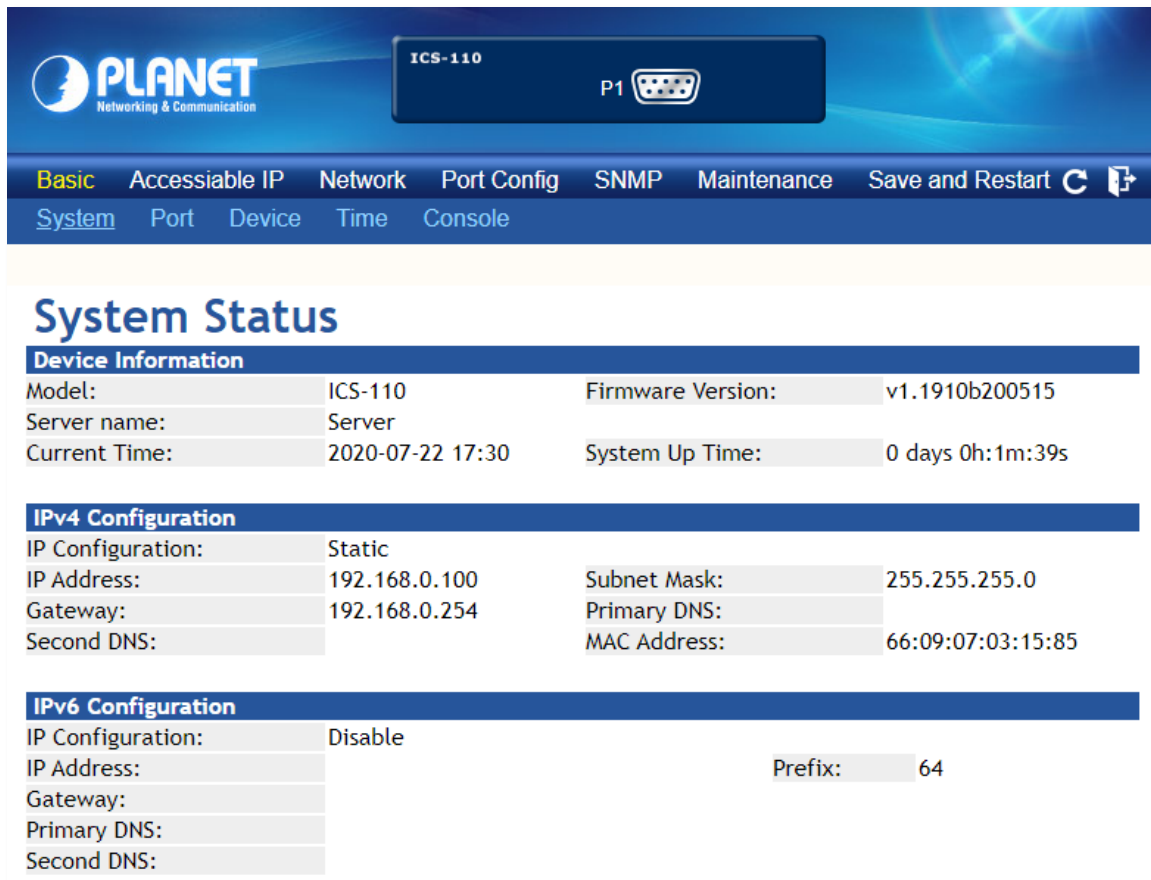 PLANET
Networking & Communication
ICS-110
P1
Basic Accessiable IP Network Port Config SNMP Maintenance Save and Restart
System Port Device Time Console
System Status
Device Information
Model: ICS-110 Firmware Version: v1.1910b200515
Server name: Server
Current Time: 2020-07-22 17:30 System Up Time: 0 days 0h:1m:39s
IPv4 Configuration
IP Configuration: Static
IP Address: 192.168.0.100 Subnet Mask: 255.255.255.0
Gateway: 192.168.0.254 Primary DNS:
Second DNS: MAC Address: 66:09:07:03:15:85
IPv6 Configuration
IP Configuration: Disable
IP Address: Prefix: 64
Gateway:
Primary DNS:
Second DNS: